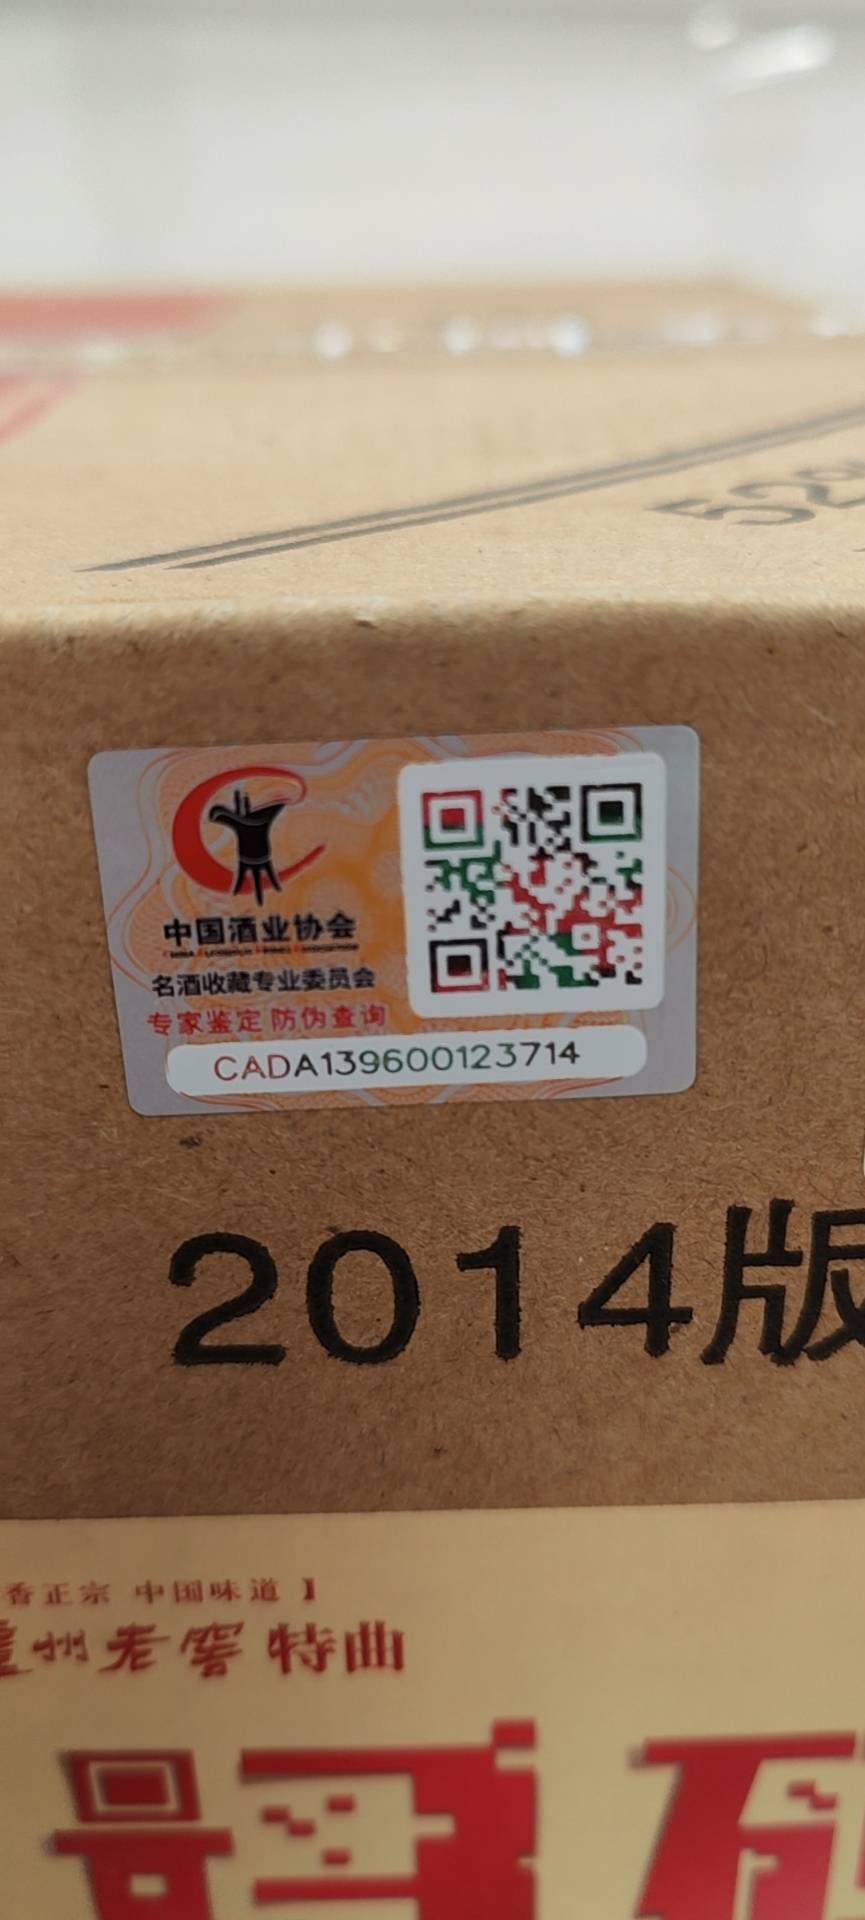 52%
中国酒业协会
名酒收藏专业委员会
专家鉴定 防伪查询
CADA139600123714
2014版
香正宗 中国味道 】
泸州老窖 特曲